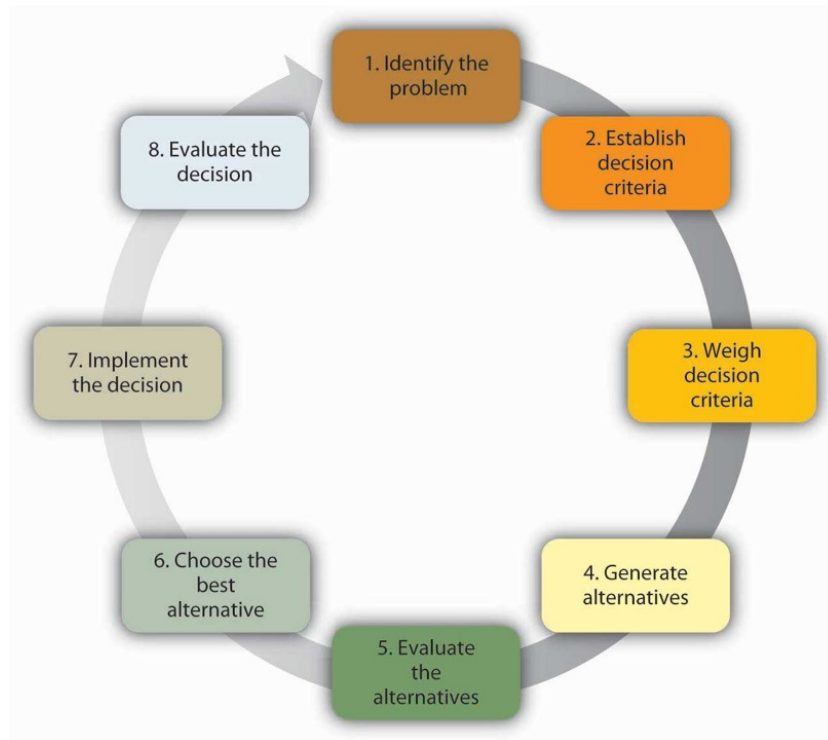 1. Identify the
problem
2. Establish
decision
criteria
3. Weigh
decision
criteria
4. Generate
alternatives
5. Evaluate
the
alternatives
6. Choose the
best
alternative
7. Implement
the decision
8. Evaluate the
decision